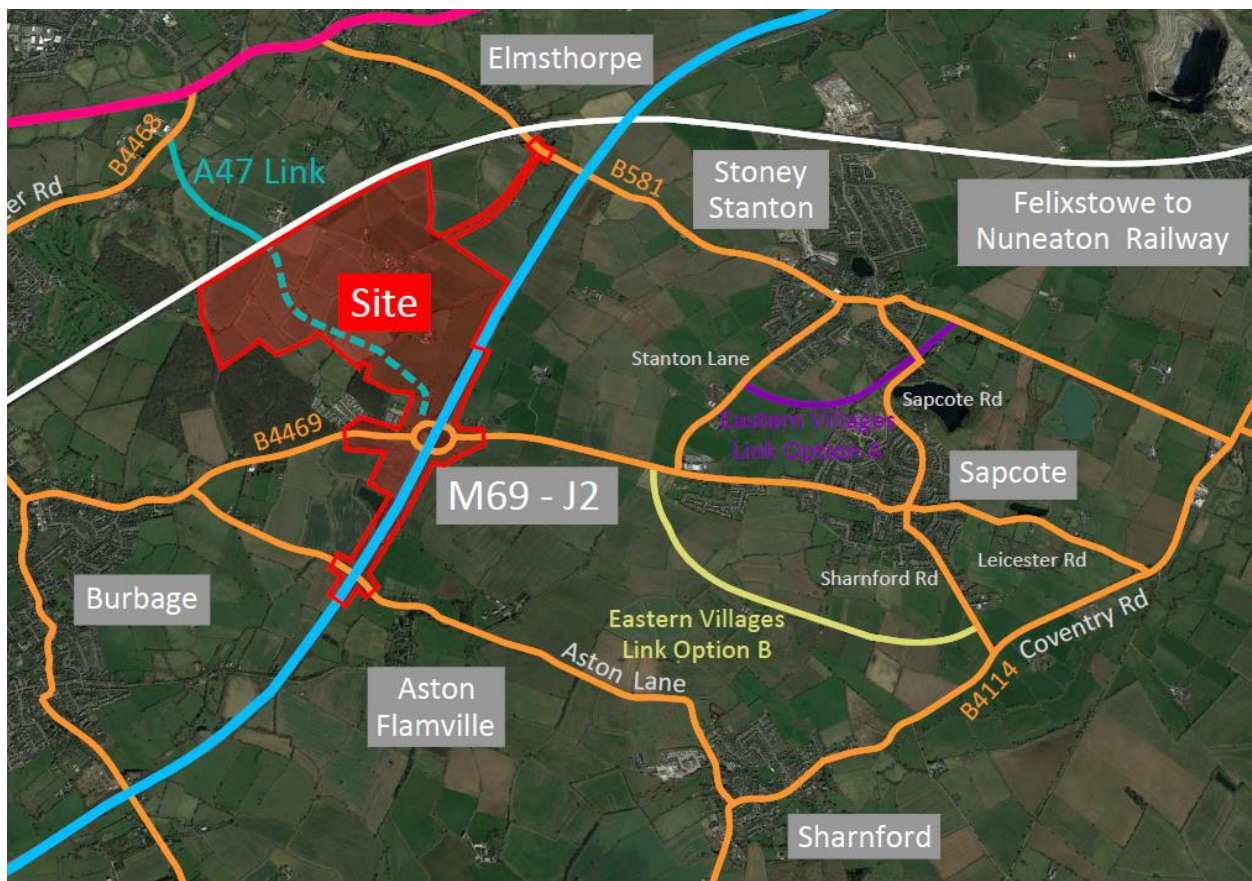 Elmsthorpe
B4468
A47 Link
er Rd
B581
Stoney
Stanton
Felixstowe to
Nuneaton Railway
Site
Stanton Lane
Sapcote Rd
Eastern Villages
Link Option A
B4469
M69 - J2
Sapcote
Leicester Rd
Sharnford Rd
Burbage
Eastern Villages
Link Option B
Coventry Rd
Aston Lane
B4114
Aston
Flamville
Sharnford